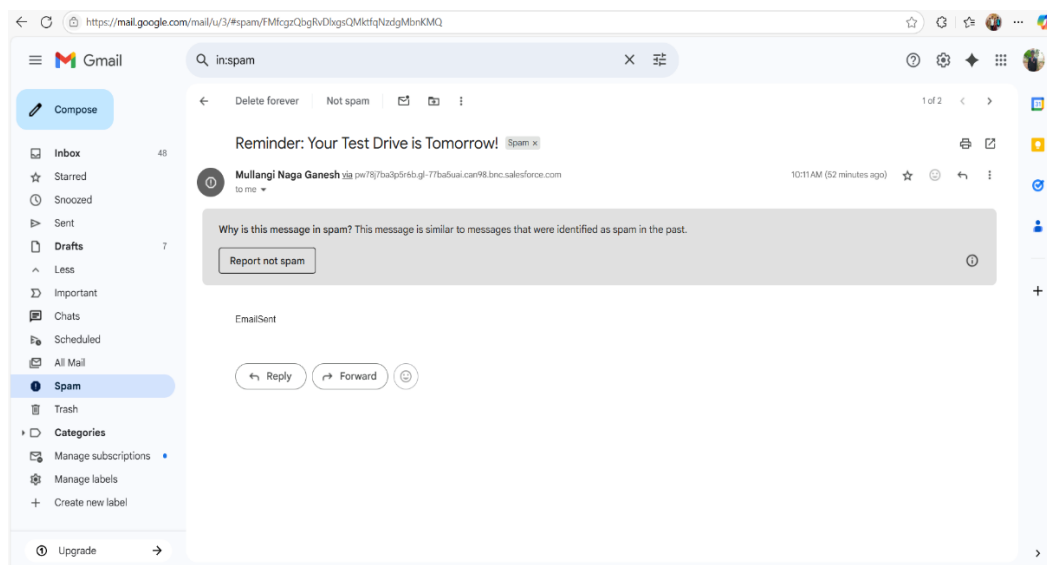 https://mail.google.com/mail/u/3/#spam/FMfcgzQbgRvDlxgsQMktfqNzdgMbnKMQ
Gmail
in:spam
Compose
Delete forever Not spam
1 of 2
Reminder: Your Test Drive is Tomorrow! Spam ×
Inbox 48
Starred
Snoozed
Sent
Drafts 7
Less
Important
Chats
Scheduled
All Mail
Spam
Trash
Categories
Manage subscriptions
Manage labels
Create new label
Upgrade
Mullangi Naga Ganesh via pw78j7ba3p5r6b.gl-77ba5uai.can98.bnc.salesforce.com
10:11 AM (52 minutes ago)
to me
Why is this message in spam? This message is similar to messages that were identified as spam in the past.
Report not spam
EmailSent
Reply Forward
31